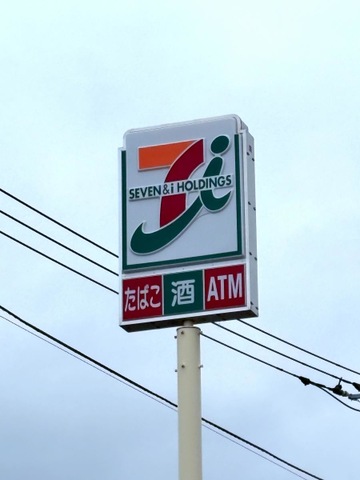 SEVEN & i HOLDINGS
たばこ 酒 ATM